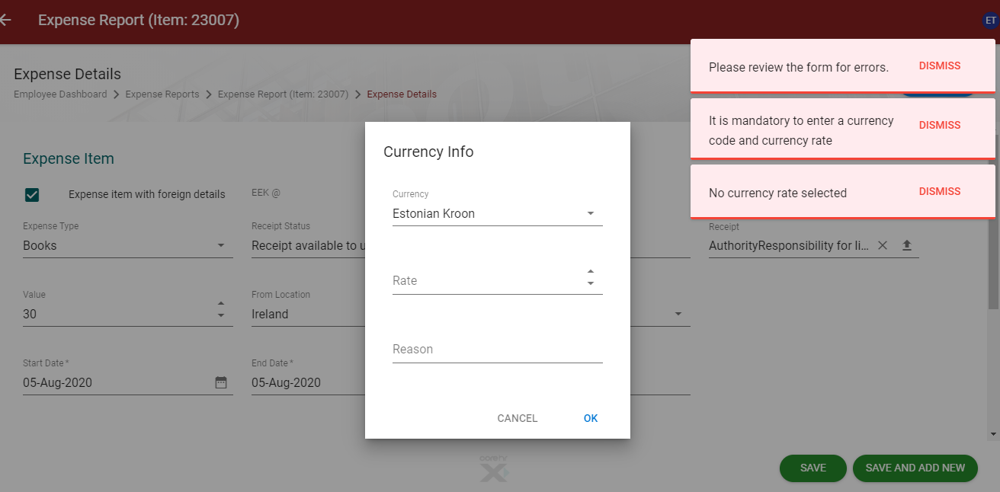 Expense Report (Item: 23007)
ET
Please review the form for errors.
DISMISS
Expense Details
Employee Dashboard
Expense Reports
Expense Report (Item: 23007)
Expense Details
It is mandatory to enter a currency
code and currency rate
DISMISS
No currency rate selected
DISMISS
Currency Info
Currency
Estonian Kroon
Rate
Reason
CANCEL
OK
Expense Item
Expense item with foreign details
EEK @
Expense Type
Books
Receipt Status
Receipt available to u
Receipt
AuthorityResponsibility for li...
Value
30
From Location
Ireland
Start Date *
05-Aug-2020
End Date *
05-Aug-2020
SAVE
SAVE AND ADD NEW